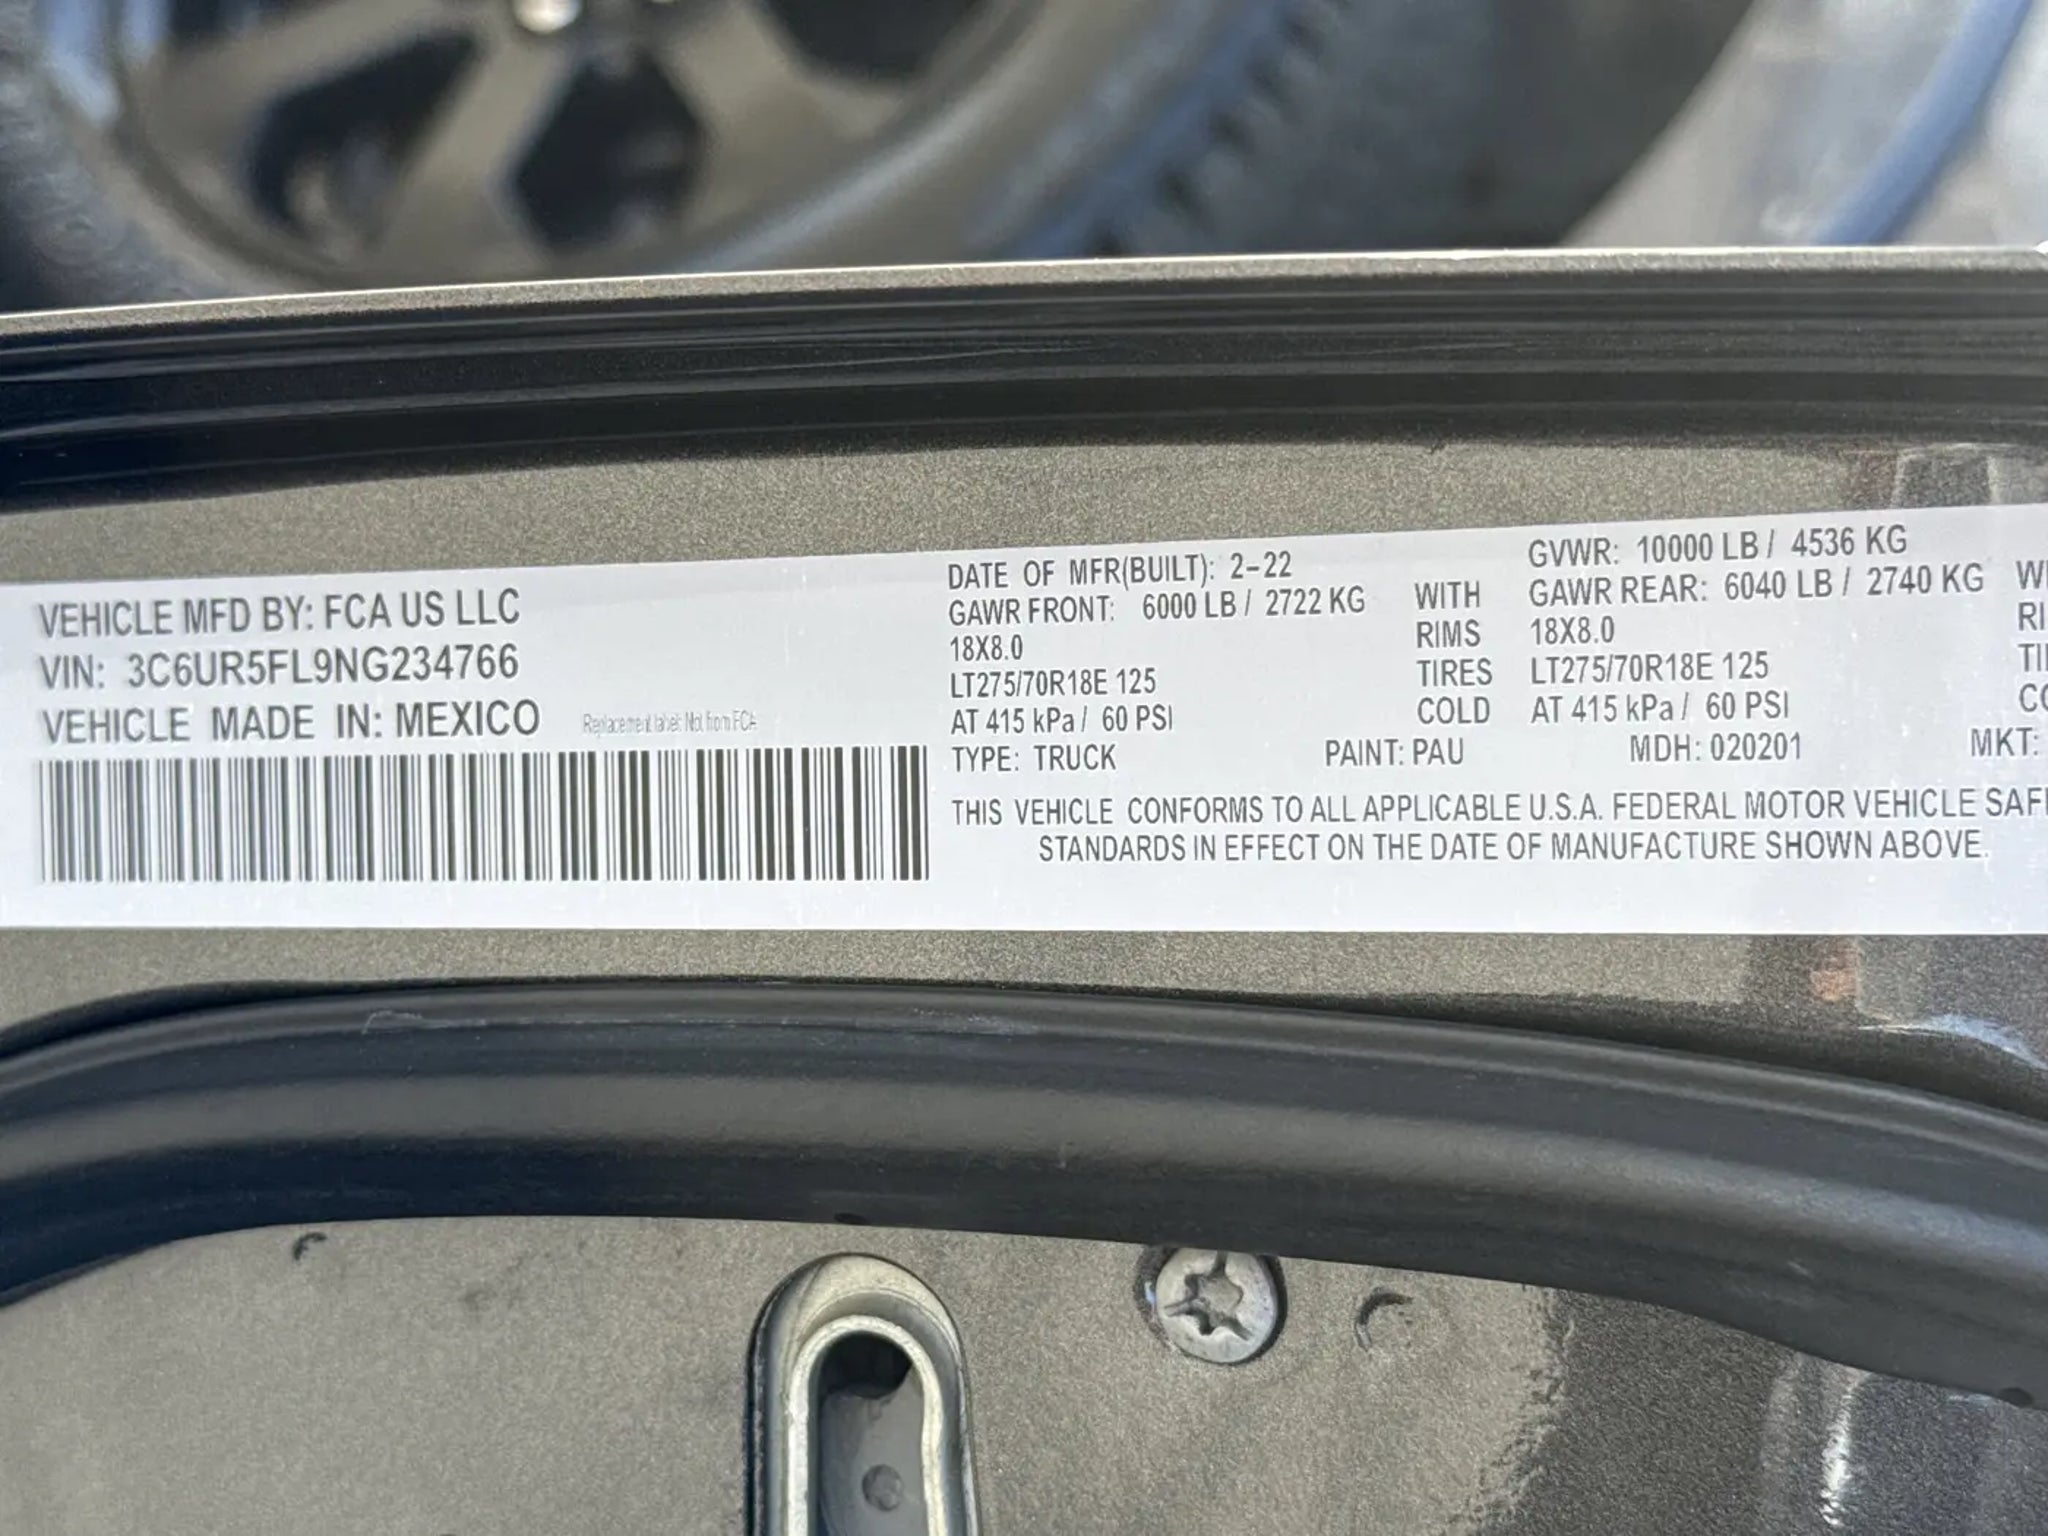 VEHICLE MFD BY: FCA US LLC
VIN: 3C6UR5FL9NG234766
VEHICLE MADE IN: MEXICO
Replacement label: Not from FCA
DATE OF MFR(BUILT): 2-22
GVWR: 10000 LB / 4536 KG
GAWR FRONT: 6000 LB / 2722 KG WITH GAWR REAR: 6040 LB / 2740 KG
18X8.0 RIMS 18X8.0
LT275/70R18E 125 TIRES LT275/70R18E 125
AT 415 kPa / 60 PSI COLD AT 415 kPa / 60 PSI
TYPE: TRUCK PAINT: PAU MDH: 020201 MKT:
THIS VEHICLE CONFORMS TO ALL APPLICABLE U.S.A. FEDERAL MOTOR VEHICLE
STANDARDS IN EFFECT ON THE DATE OF MANUFACTURE SHOWN ABOVE.